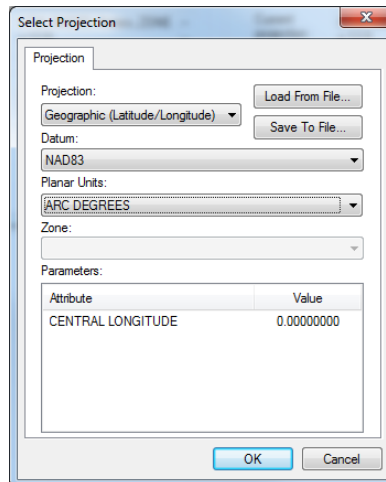 Select Projection
Projection
Projection:
Load From File...
Geographic (Latitude/Longitude)
Save To File...
Datum:
NAD83
Planar Units:
ARC DEGREES
Zone:
Parameters:
Attribute Value
CENTRAL LONGITUDE 0.00000000
OK Cancel